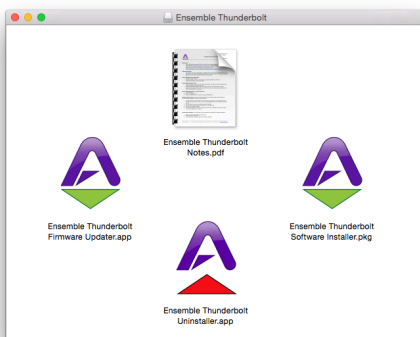 Ensemble Thunderbolt
Ensemble Thunderbolt
Notes.pdf
Ensemble Thunderbolt
Firmware Updater.app
Ensemble Thunderbolt
Software Installer.pkg
Ensemble Thunderbolt
Uninstaller.app